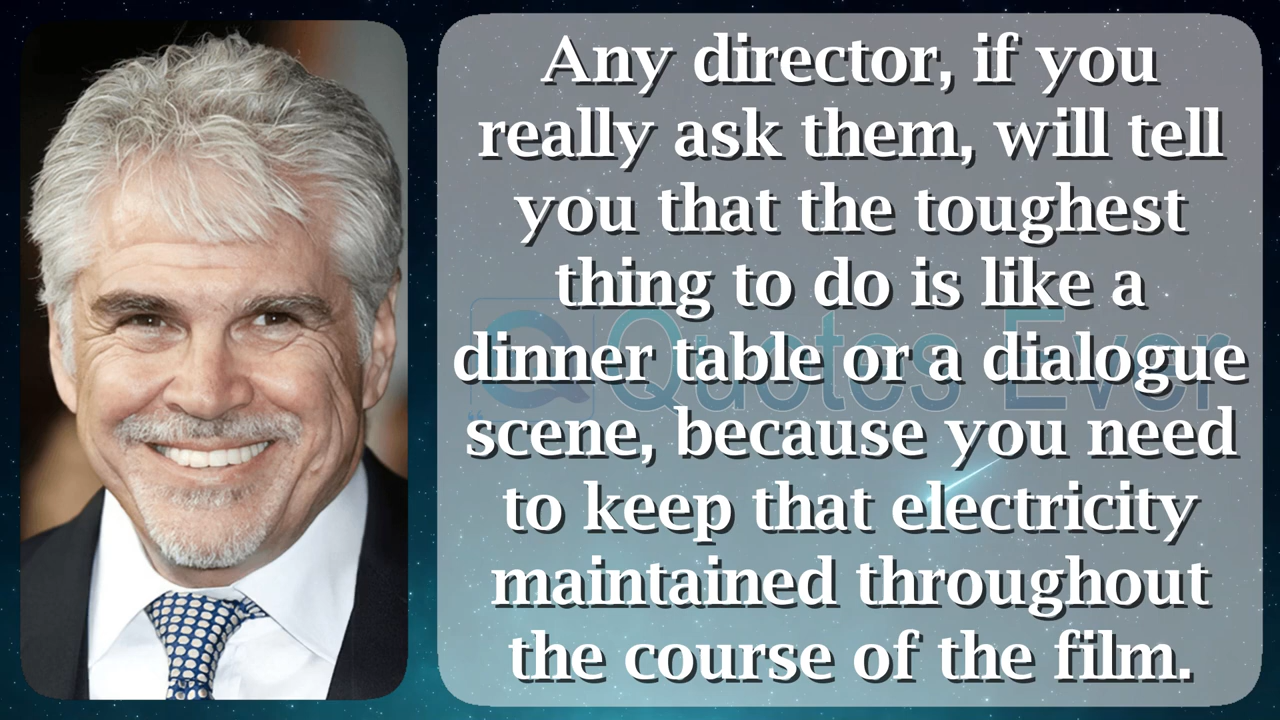 Any director, if you
really ask them, will tell
you that the toughest
thing to do is like a
dinner table or a dialogue
scene, because you need
to keep that electricity
maintained throughout
the course of the film.
Quotes Ever